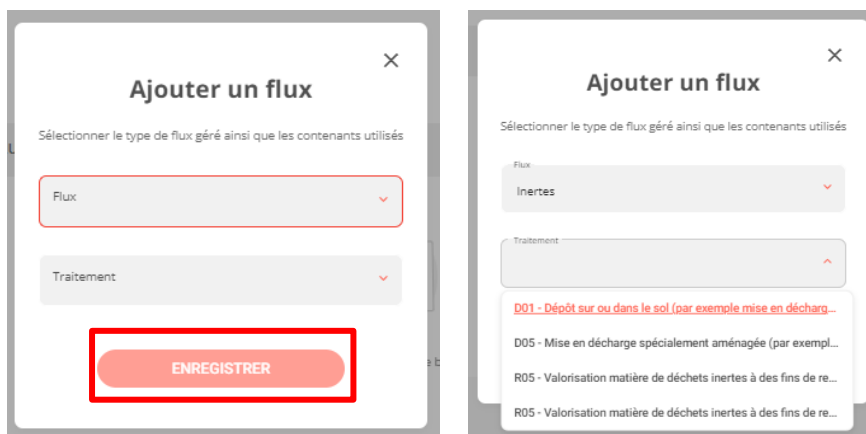 Ajouter un flux
Sélectionner le type de flux géré ainsi que les contenants utilisés
Flux
Traitement
ENREGISTRER
Ajouter un flux
Sélectionner le type de flux géré ainsi que les contenants utilisés
Flux
Inertes
Traitement
D01 - Dépôt sur ou dans le sol (par exemple mise en décharg...
D05 - Mise en décharge spécialement aménagée (par exempl...
R05 - Valorisation matière de déchets inertes à des fins de re...
R05 - Valorisation matière de déchets inertes à des fins de re...